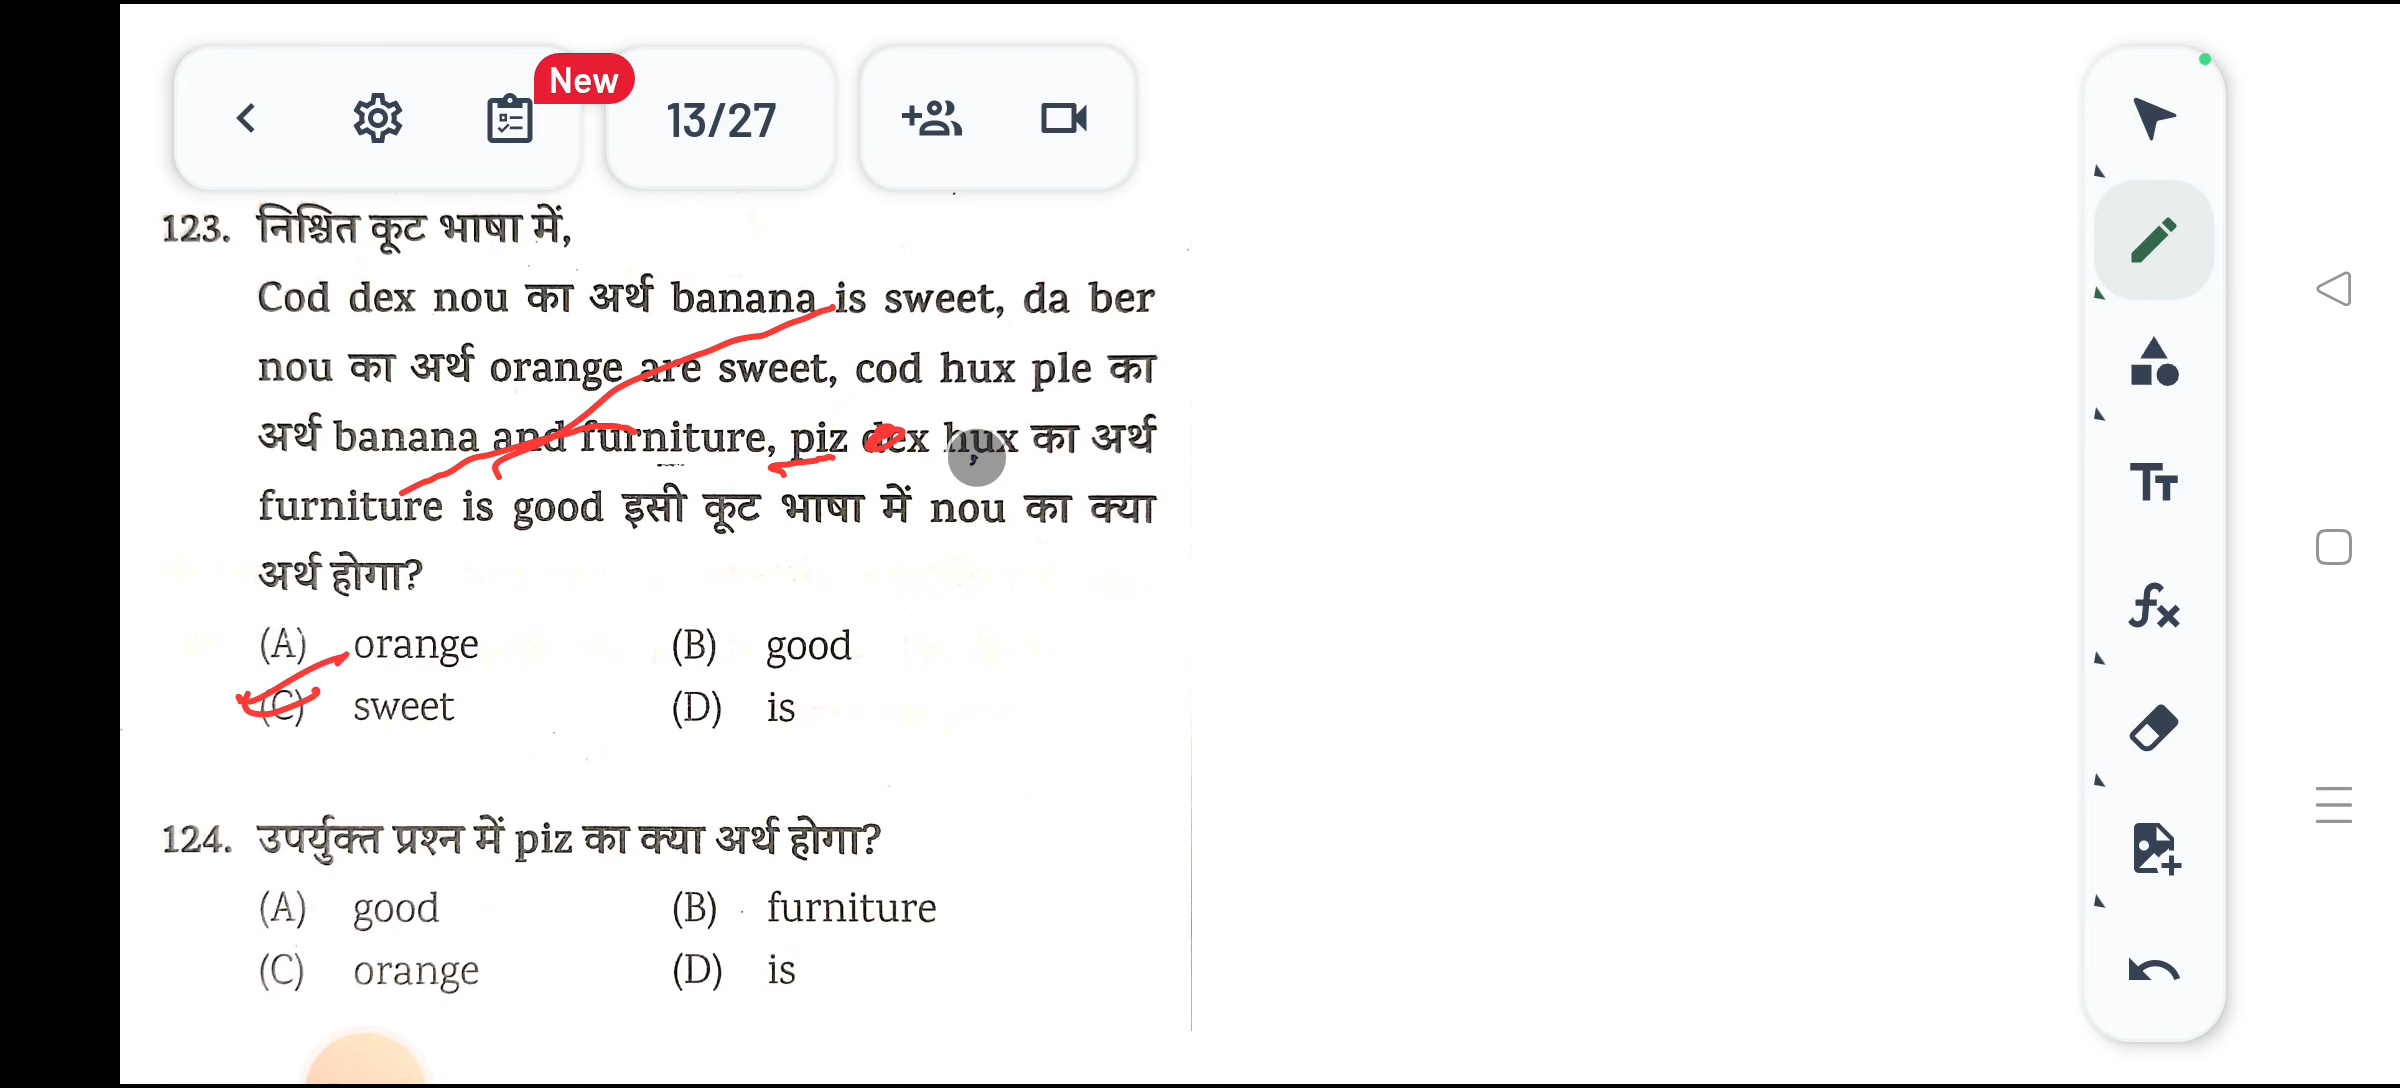 New
13/27
123. निश्चित कूट भाषा में,
Cod dex nou का अर्थ banana is sweet, da ber
nou का अर्थ orange are sweet, cod hux ple का
अर्थ banana and furniture, piz dex hux का अर्थ
furniture is good इसी कूट भाषा में nou का क्या
अर्थ होगा?
(A) orange (B) good
(C) sweet (D) is
124. उपर्युक्त प्रश्न में piz का क्या अर्थ होगा?
(A) good (B) furniture
(C) orange (D) is